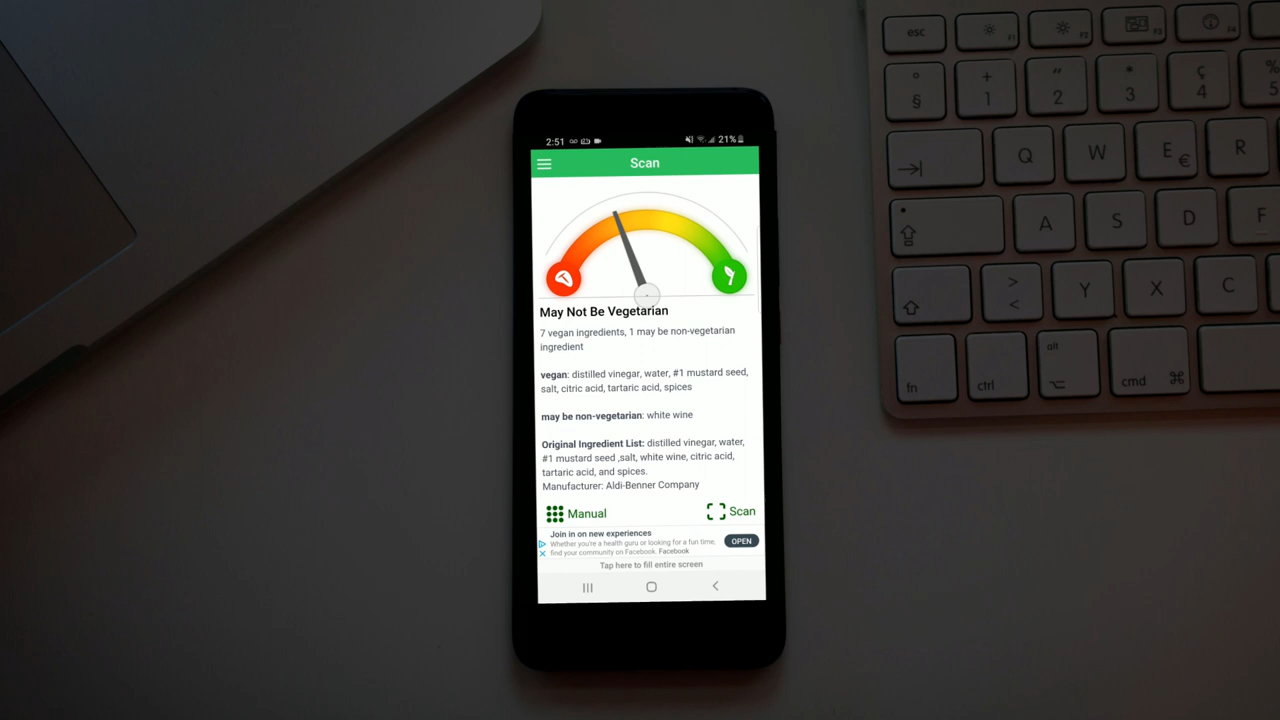 2:51
21%
Scan
May Not Be Vegetarian
7 vegan ingredients, 1 may be non-vegetarian
ingredient
vegan: distilled vinegar, water, #1 mustard seed,
salt, citric acid, tartaric acid, spices
may be non-vegetarian: white wine
Original Ingredient List: distilled vinegar, water,
#1 mustard seed ,salt, white wine, citric acid,
tartaric acid, and spices.
Manufacturer: Aldi-Benner Company
Manual
Scan
Join in on new experiences
Whether you're a health guru or looking for a fun time,
find your community on Facebook. Facebook
OPEN
Tap here to fill entire screen
esc
F1
F2
F3
F4
° § + 1 " 2 * 3 ç 4 % 5
Q W E € R
A S D F
> < Y X C
fn ctrl alt cmd